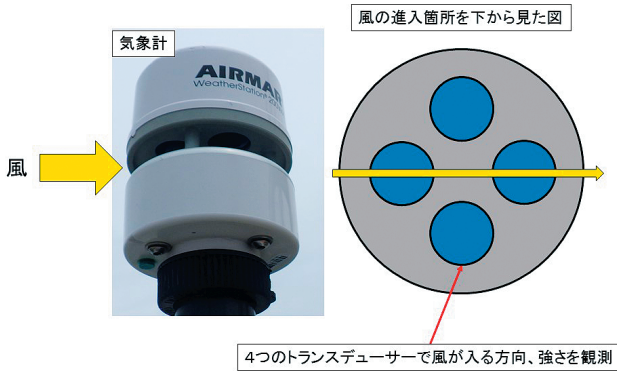 風の進入箇所を下から見た図
気象計
AIRMAR
WeatherStation
風
4つのトランスデューサーで風が入る方向、強さを観測